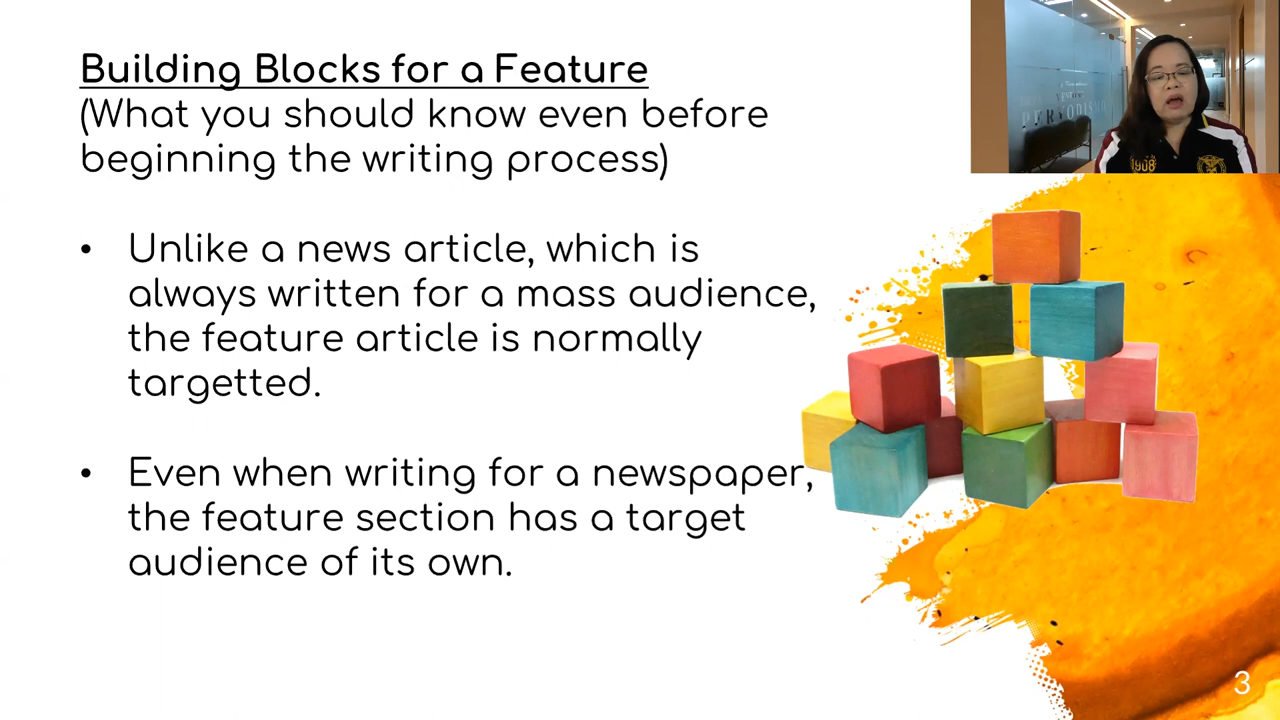 Building Blocks for a Feature
(What you should know even before
beginning the writing process)
• Unlike a news article, which is
always written for a mass audience,
the feature article is normally
targetted.
• Even when writing for a newspaper,
the feature section has a target
audience of its own.
PERIODISMO
1908
3